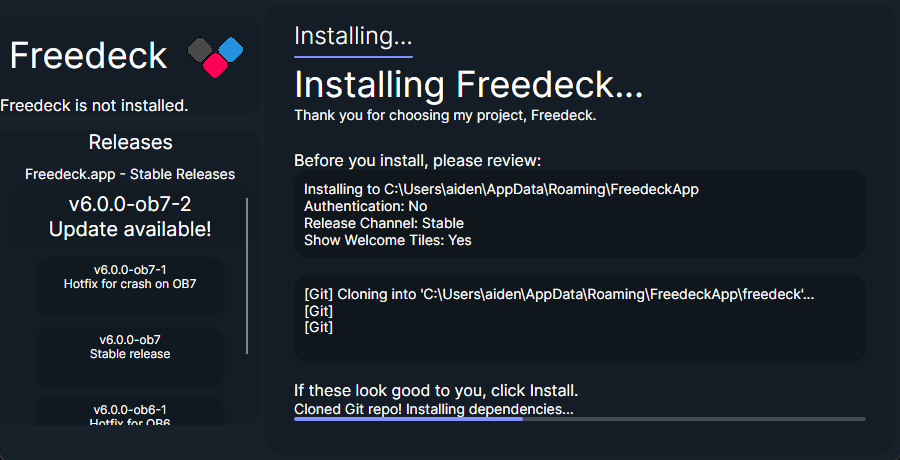 Freedeck
Freedeck is not installed.
Releases
Freedeck.app - Stable Releases
v6.0.0-ob7-2
Update available!
v6.0.0-ob7-1
Hotfix for crash on OB7
v6.0.0-ob7
Stable release
v6.0.0-ob6-1
Hotfix for OB6
Installing...
Installing Freedeck...
Thank you for choosing my project, Freedeck.
Before you install, please review:
Installing to C:\Users\aiden\AppData\Roaming\FreedeckApp
Authentication: No
Release Channel: Stable
Show Welcome Tiles: Yes
[Git] Cloning into 'C:\Users\aiden\AppData\Roaming\FreedeckApp\freedeck'...
[Git]
[Git]
If these look good to you, click Install.
Cloned Git repo! Installing dependencies...